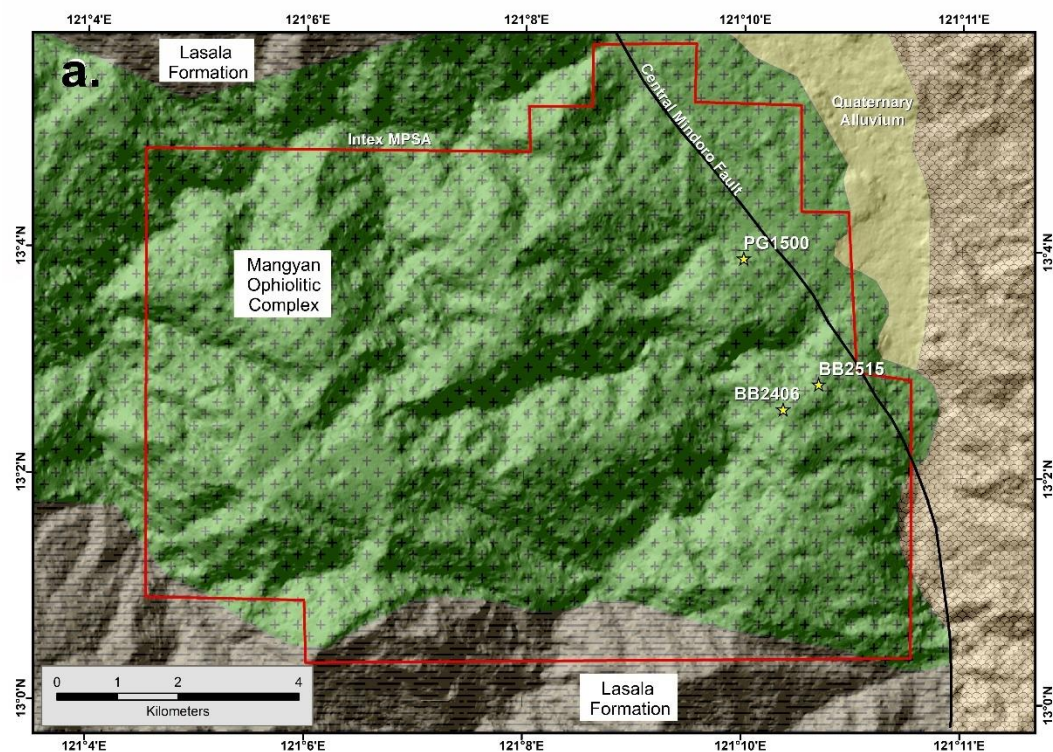 121°4'E
121°6'E
121°8'E
121°10'E
121°11'E
a.
Lasala
Formation
Central Mindoro Fault
Quaternary
Alluvium
Intex MPSA
13°4'N
13°4'N
PG1500
Mangyan
Ophiolitic
Complex
BB2515
BB2406
13°2'N
13°2'N
0
1
2
4
Kilometers
Lasala
Formation
13°0'N
13°0'N
121°4'E
121°6'E
121°8'E
121°10'E
121°11'E